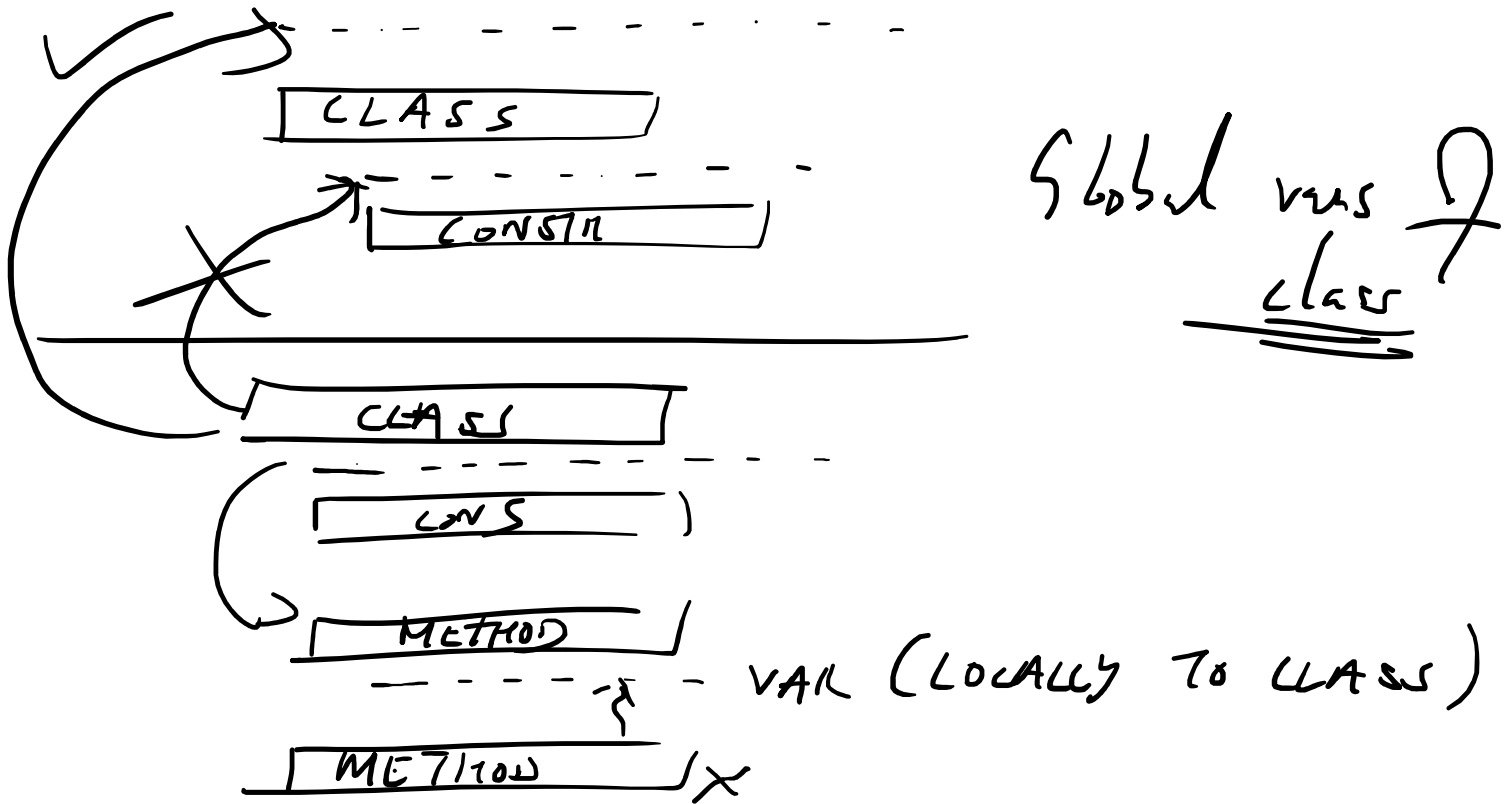 CLASS
CONSTR
Global vars
class
CLASS
CONS
METHOD
VAR (LOCALLY TO CLASS)
METHOD